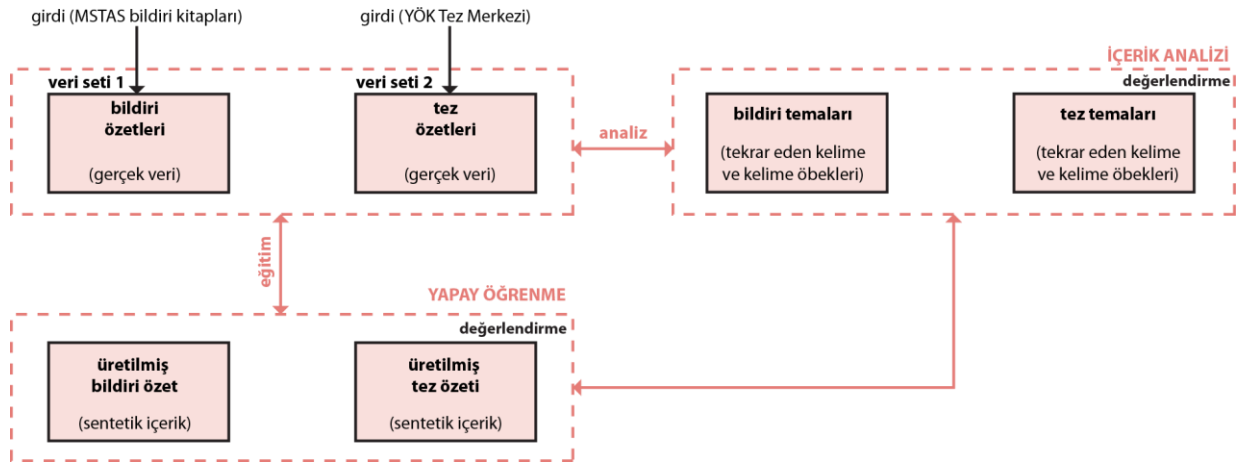 girdi (MSTAS bildiri kitapları)
girdi (YÖK Tez Merkezi)
İÇERİK ANALİZİ
değerlendirme
veri seti 1
veri seti 2
bildiri
özetleri
(gerçek veri)
tez
özetleri
(gerçek veri)
analiz
bildiri temaları
(tekrar eden kelime
ve kelime öbekleri)
tez temaları
(tekrar eden kelime
ve kelime öbekleri)
eğitim
YAPAY ÖĞRENME
değerlendirme
üretilmiş
bildiri özet
(sentetik içerik)
üretilmiş
tez özeti
(sentetik içerik)